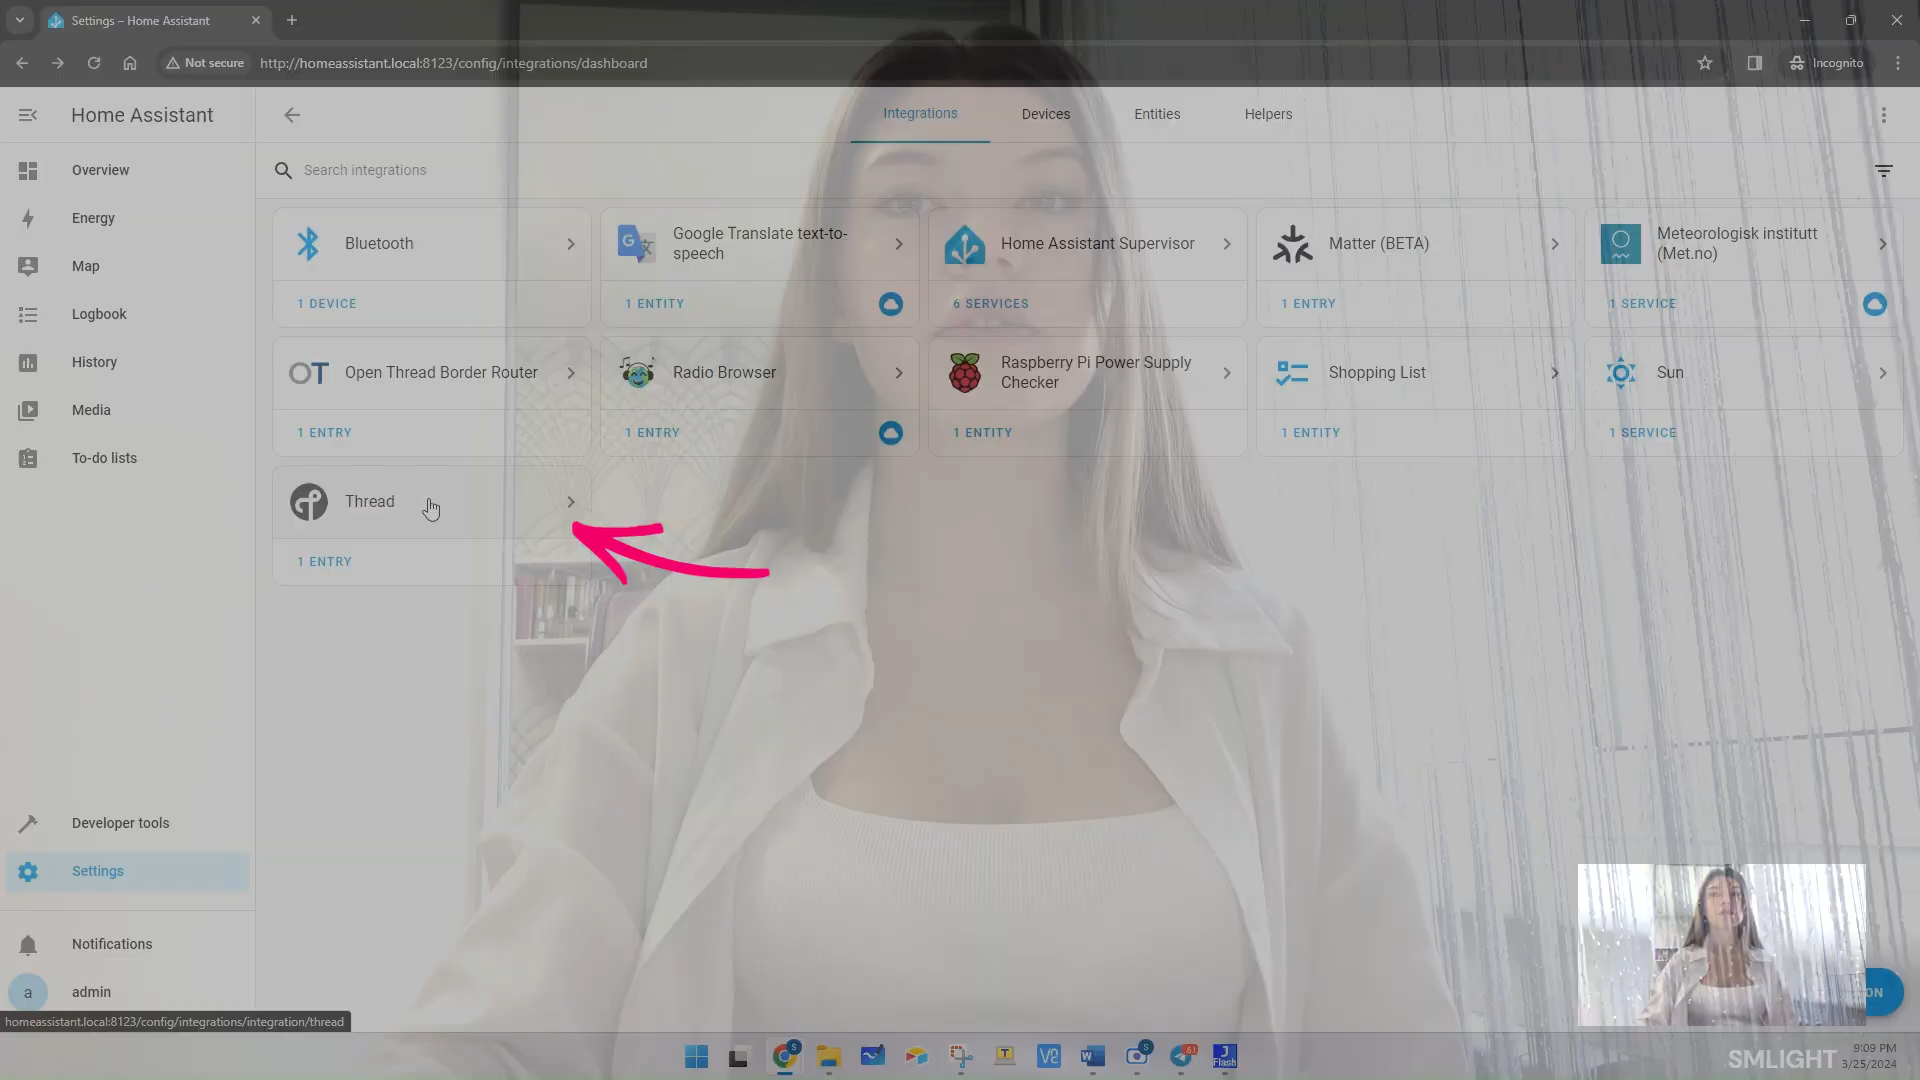 Settings – Home Assistant
Not secure
http://homeassistant.local:8123/config/integrations/dashboard
Incognito
Home Assistant
Integrations
Devices
Entities
Helpers
Search integrations
Overview
Energy
Map
Logbook
History
Media
To-do lists
Bluetooth
1 DEVICE
Google Translate text-to-
speech
1 ENTITY
Home Assistant Supervisor
6 SERVICES
Matter (BETA)
1 ENTRY
Meteorologisk institutt
(Met.no)
1 SERVICE
OT
Open Thread Border Router
1 ENTRY
Radio Browser
1 ENTRY
Raspberry Pi Power Supply
Checker
1 ENTITY
Shopping List
1 ENTITY
Sun
1 SERVICE
Thread
1 ENTRY
Developer tools
Settings
Notifications
a
admin
ON
homeassistant.local:8123/config/integrations/integration/thread
S
T
W
S
61
J
Flash
SMLIGHT
9:09 PM
3/25/2024